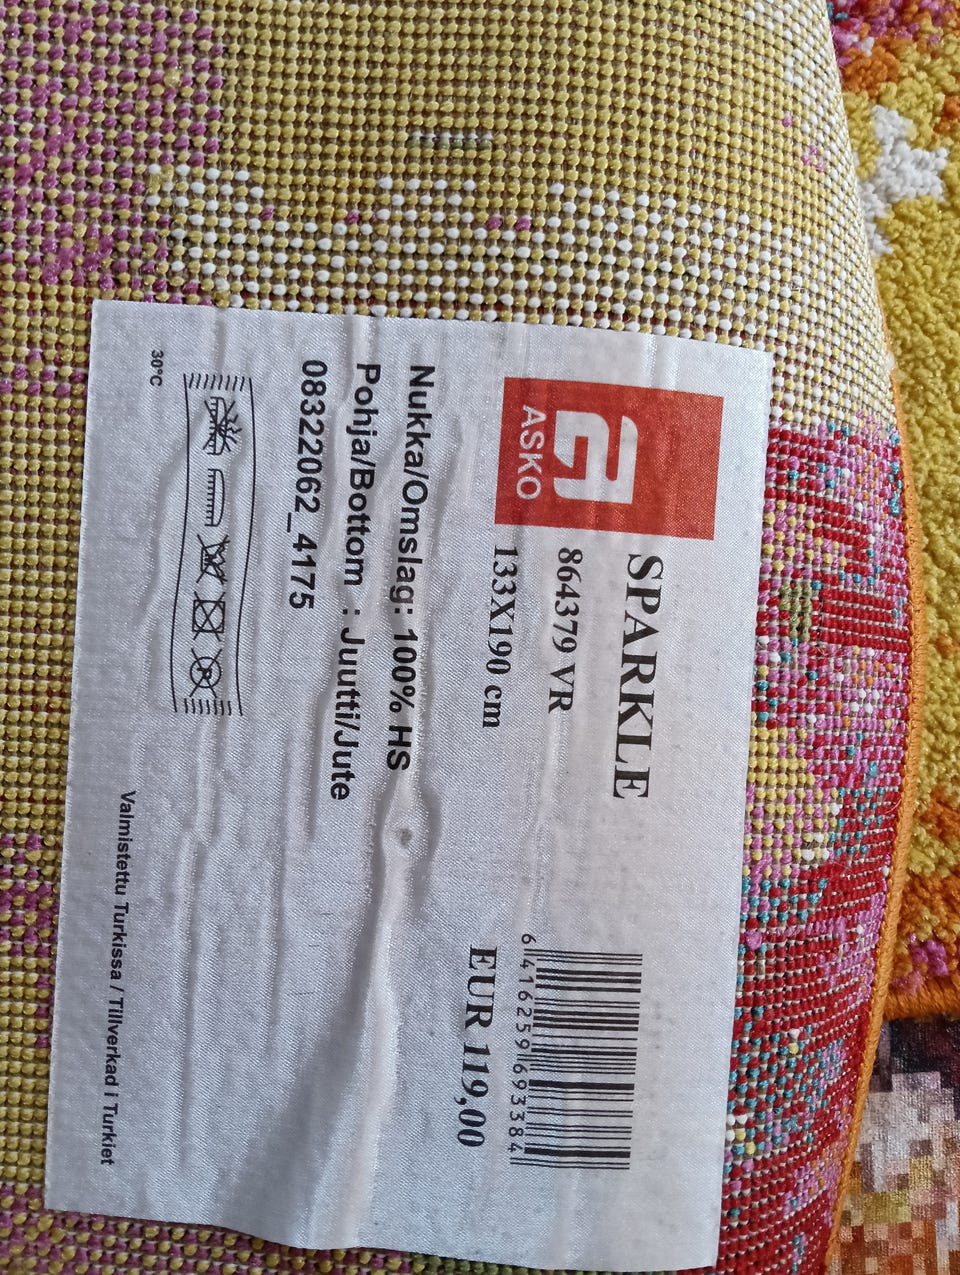 ASKO
SPARKLE
864379 VR
133X190 cm
6 416259 693384
EUR 119,00
Nukka/Omslag: 100% HS
Pohja/Bottom : Juutti/Jute
08322062_4175
30°C
P
Valmistettu Turkissa / Tillverkad i Turkiet